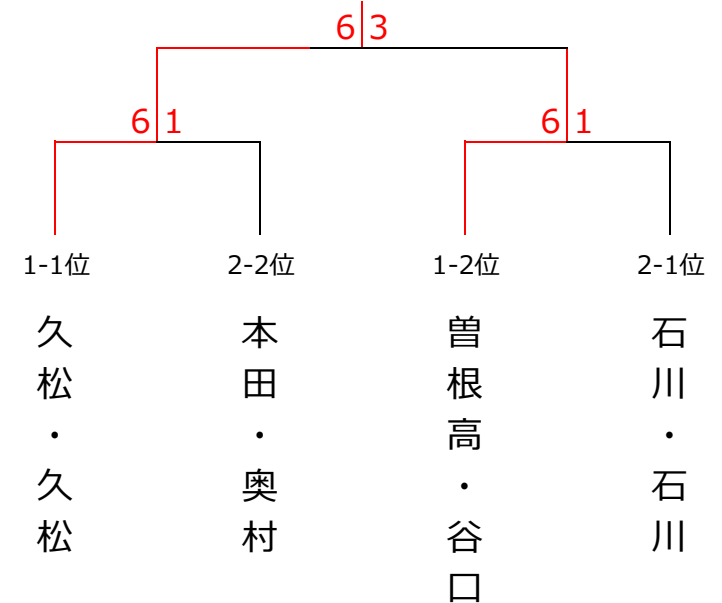 6 3
6 1
6 1
1-1位
2-2位
1-2位
2-1位
久松・久松
本田・奥村
曽根高・谷口
石川・石川